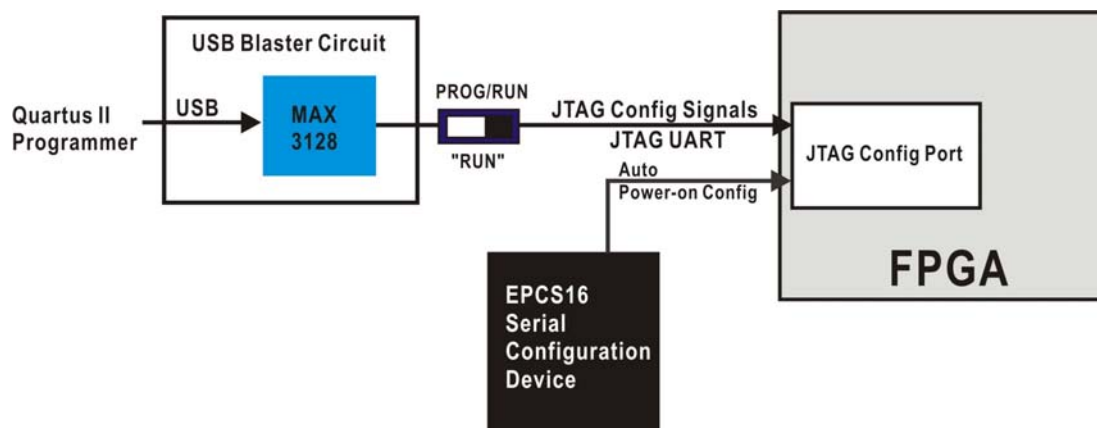 USB Blaster Circuit
Quartus II
Programmer
USB
MAX
3128
PROG/RUN
"RUN"
JTAG Config Signals
JTAG UART
Auto
Power-on Config
JTAG Config Port
FPGA
EPCS16
Serial
Configuration
Device